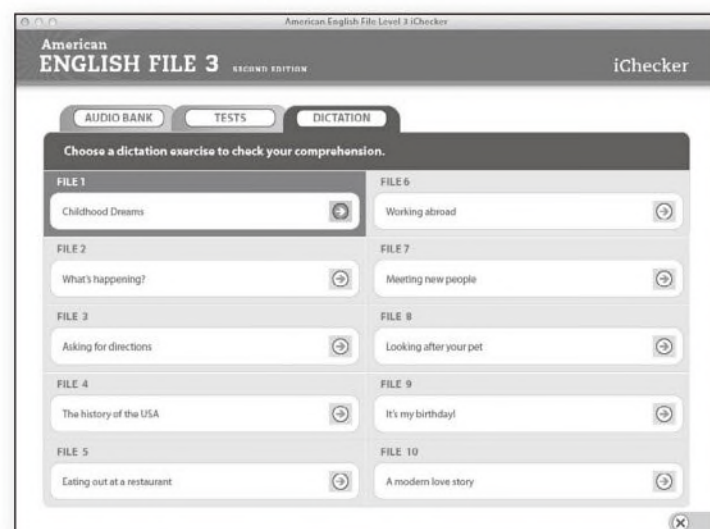 American English File Level 3 iChecker
American
ENGLISH FILE 3 SECOND EDITION
iChecker
AUDIO BANK
TESTS
DICTATION
Choose a dictation exercise to check your comprehension.
FILE 1
Childhood Dreams
FILE 2
What's happening?
FILE 3
Asking for directions
FILE 4
The history of the USA
FILE 5
Eating out at a restaurant
FILE 6
Working abroad
FILE 7
Meeting new people
FILE 8
Looking after your pet
FILE 9
It's my birthday!
FILE 10
A modern love story